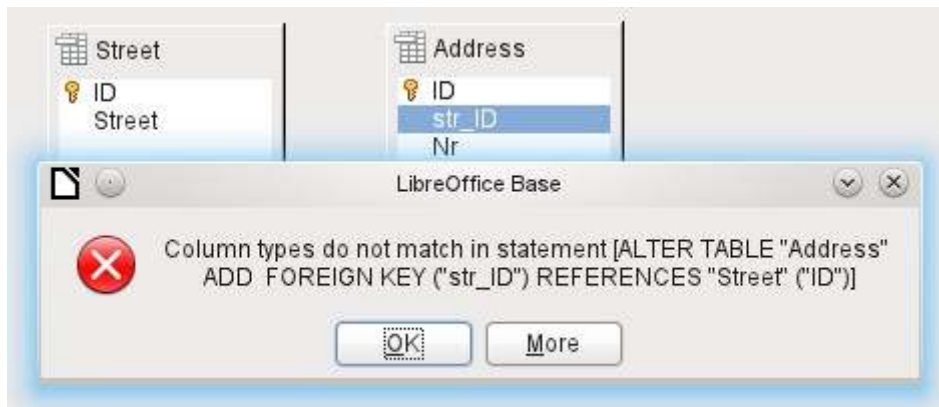 Street
Address
ID
Street
ID
str_ID
Nr
LibreOffice Base
Column types do not match in statement [ALTER TABLE "Address"
ADD FOREIGN KEY ("str_ID") REFERENCES "Street" ("ID")]
OK
More